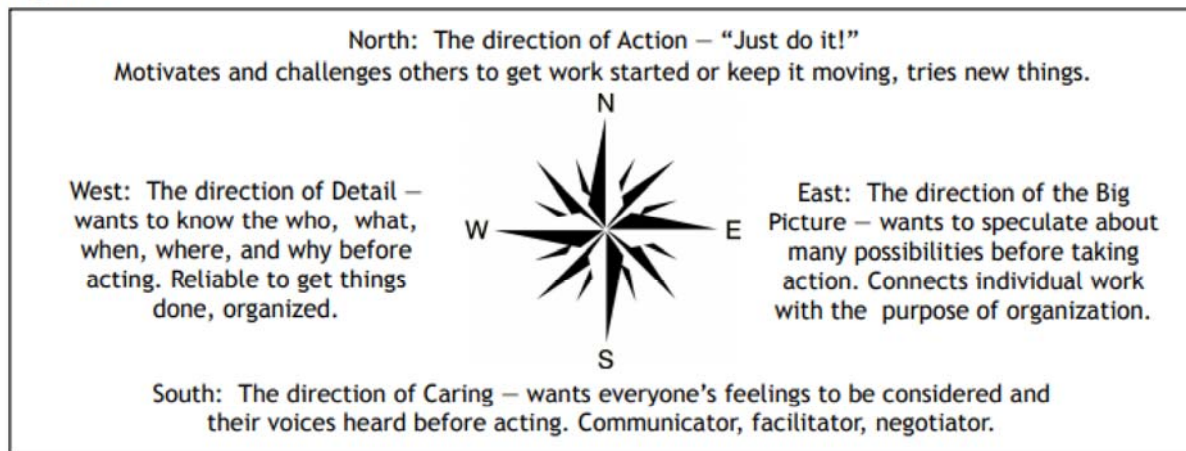 North: The direction of Action – “Just do it!”
Motivates and challenges others to get work started or keep it moving, tries new things.
N
West: The direction of Detail –
wants to know the who, what,
when, where, and why before
acting. Reliable to get things
done, organized.
W
E
East: The direction of the Big
Picture – wants to speculate about
many possibilities before taking
action. Connects individual work
with the purpose of organization.
S
South: The direction of Caring – wants everyone’s feelings to be considered and
their voices heard before acting. Communicator, facilitator, negotiator.